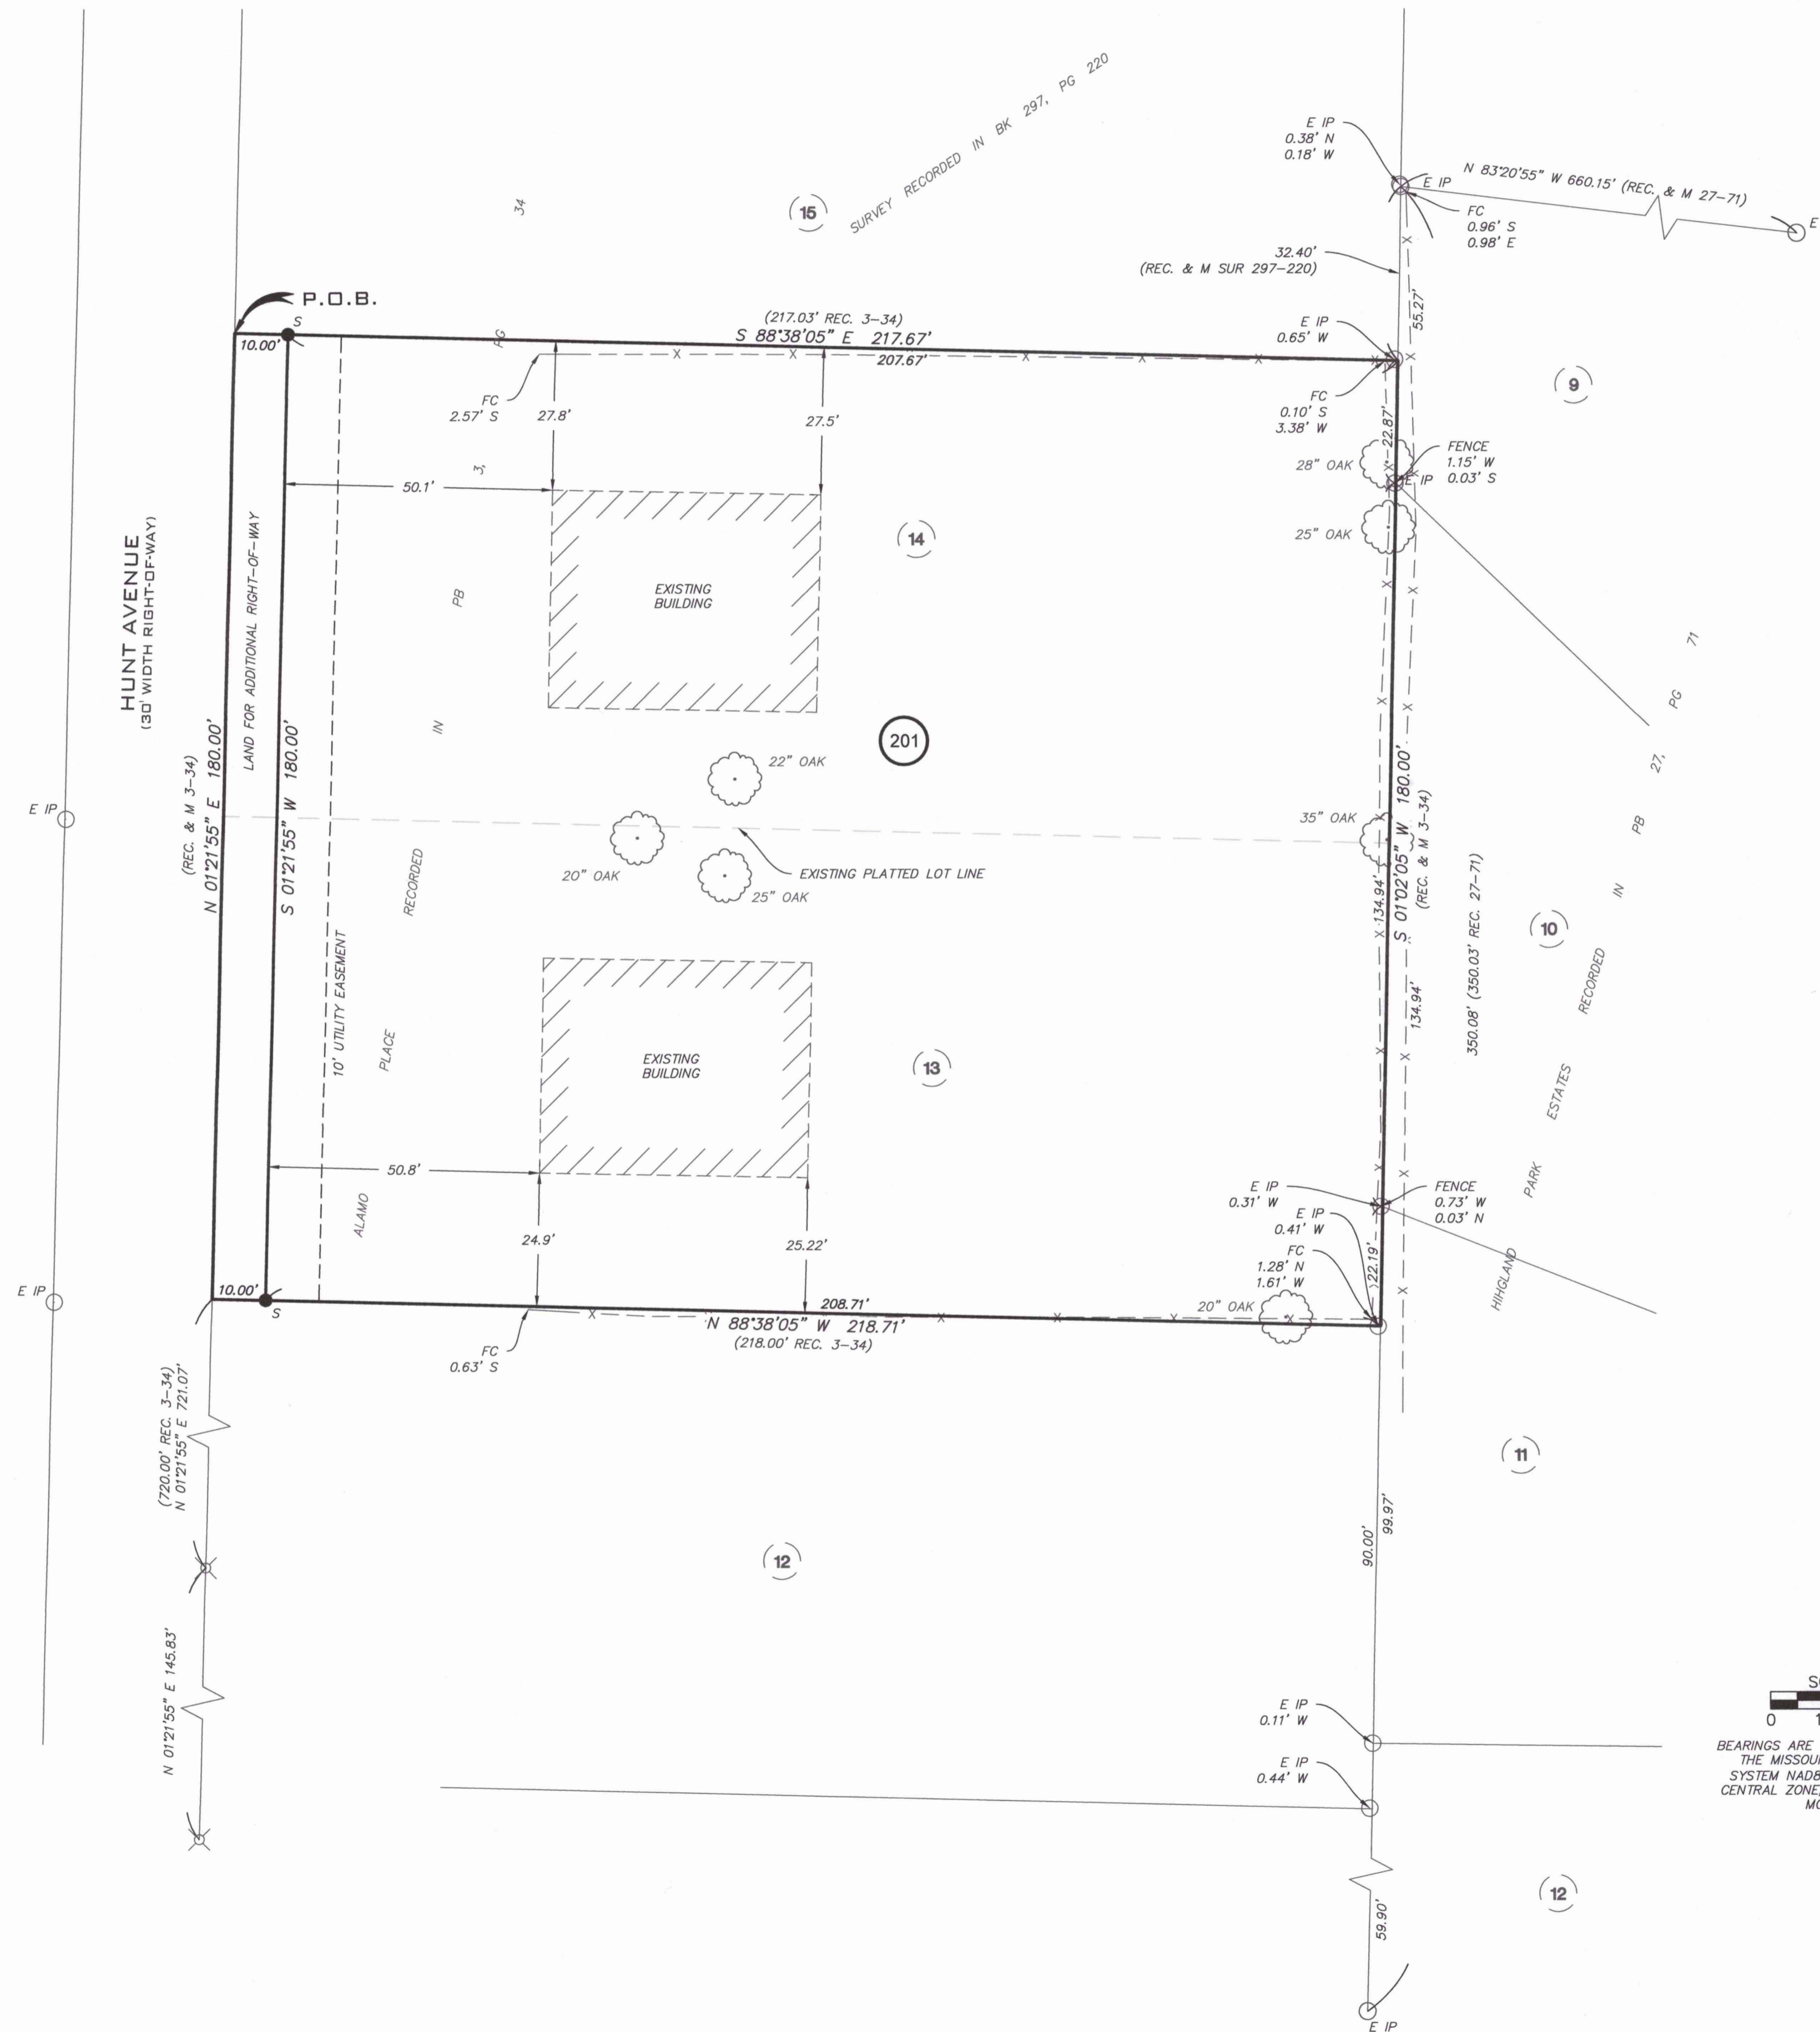 SURVEY RECORDED IN BK 297, PG 220
34
15
E IP
0.38' N
0.18' W
N 83°20'55" W 660.15' (REC. & M 27-71)
E IP
FC
0.96' S
0.98' E
E
32.40'
(REC. & M SUR 297-220)
55.27'
P.O.B.
S
10.00'
(217.03' REC. 3-34)
S 88°38'05" E 217.67'
207.67'
PG
E IP
0.65' W
9
FC
2.57' S
27.8'
27.5'
FC
0.10' S
3.38' W
22.87'
FENCE
1.15' W
0.03' S
28" OAK
E IP
3,
50.1'
25" OAK
HUNT AVENUE
(30' WIDTH RIGHT-OF-WAY)
LAND FOR ADDITIONAL RIGHT-OF-WAY
14
EXISTING
BUILDING
PB
71
PG
IN
27,
201
(REC. & M 3-34)
N 01°21'55" E 180.00'
S 01°21'55" W 180.00'
22" OAK
E IP
35" OAK
S 01°02'05" W 180.00'
(REC. & M 3-34)
PB
20" OAK
EXISTING PLATTED LOT LINE
25" OAK
RECORDED
134.94'
350.08' (350.03' REC. 27-71)
IN
10
10' UTILITY EASEMENT
RECORDED
134.94'
PLACE
EXISTING
BUILDING
13
ESTATES
50.8'
ALAMO
PARK
E IP
0.31' W
FENCE
0.73' W
0.03' N
E IP
0.41' W
24.9'
25.22'
FC
1.28' N
1.61' W
22.19'
HIHGLAND
E IP
10.00'
S
208.71'
20" OAK
N 88°38'05" W 218.71'
(218.00' REC. 3-34)
FC
0.63' S
(720.00' REC. 3-34)
N 01°21'55" E 721.07'
11
90.00'
99.97'
12
N 01°21'55" E 145.83'
E IP
0.11' W
E IP
0.44' W
0
BEARINGS ARE
SYSTEM
CENTRAL ZONE,
12
59.90'
E IP